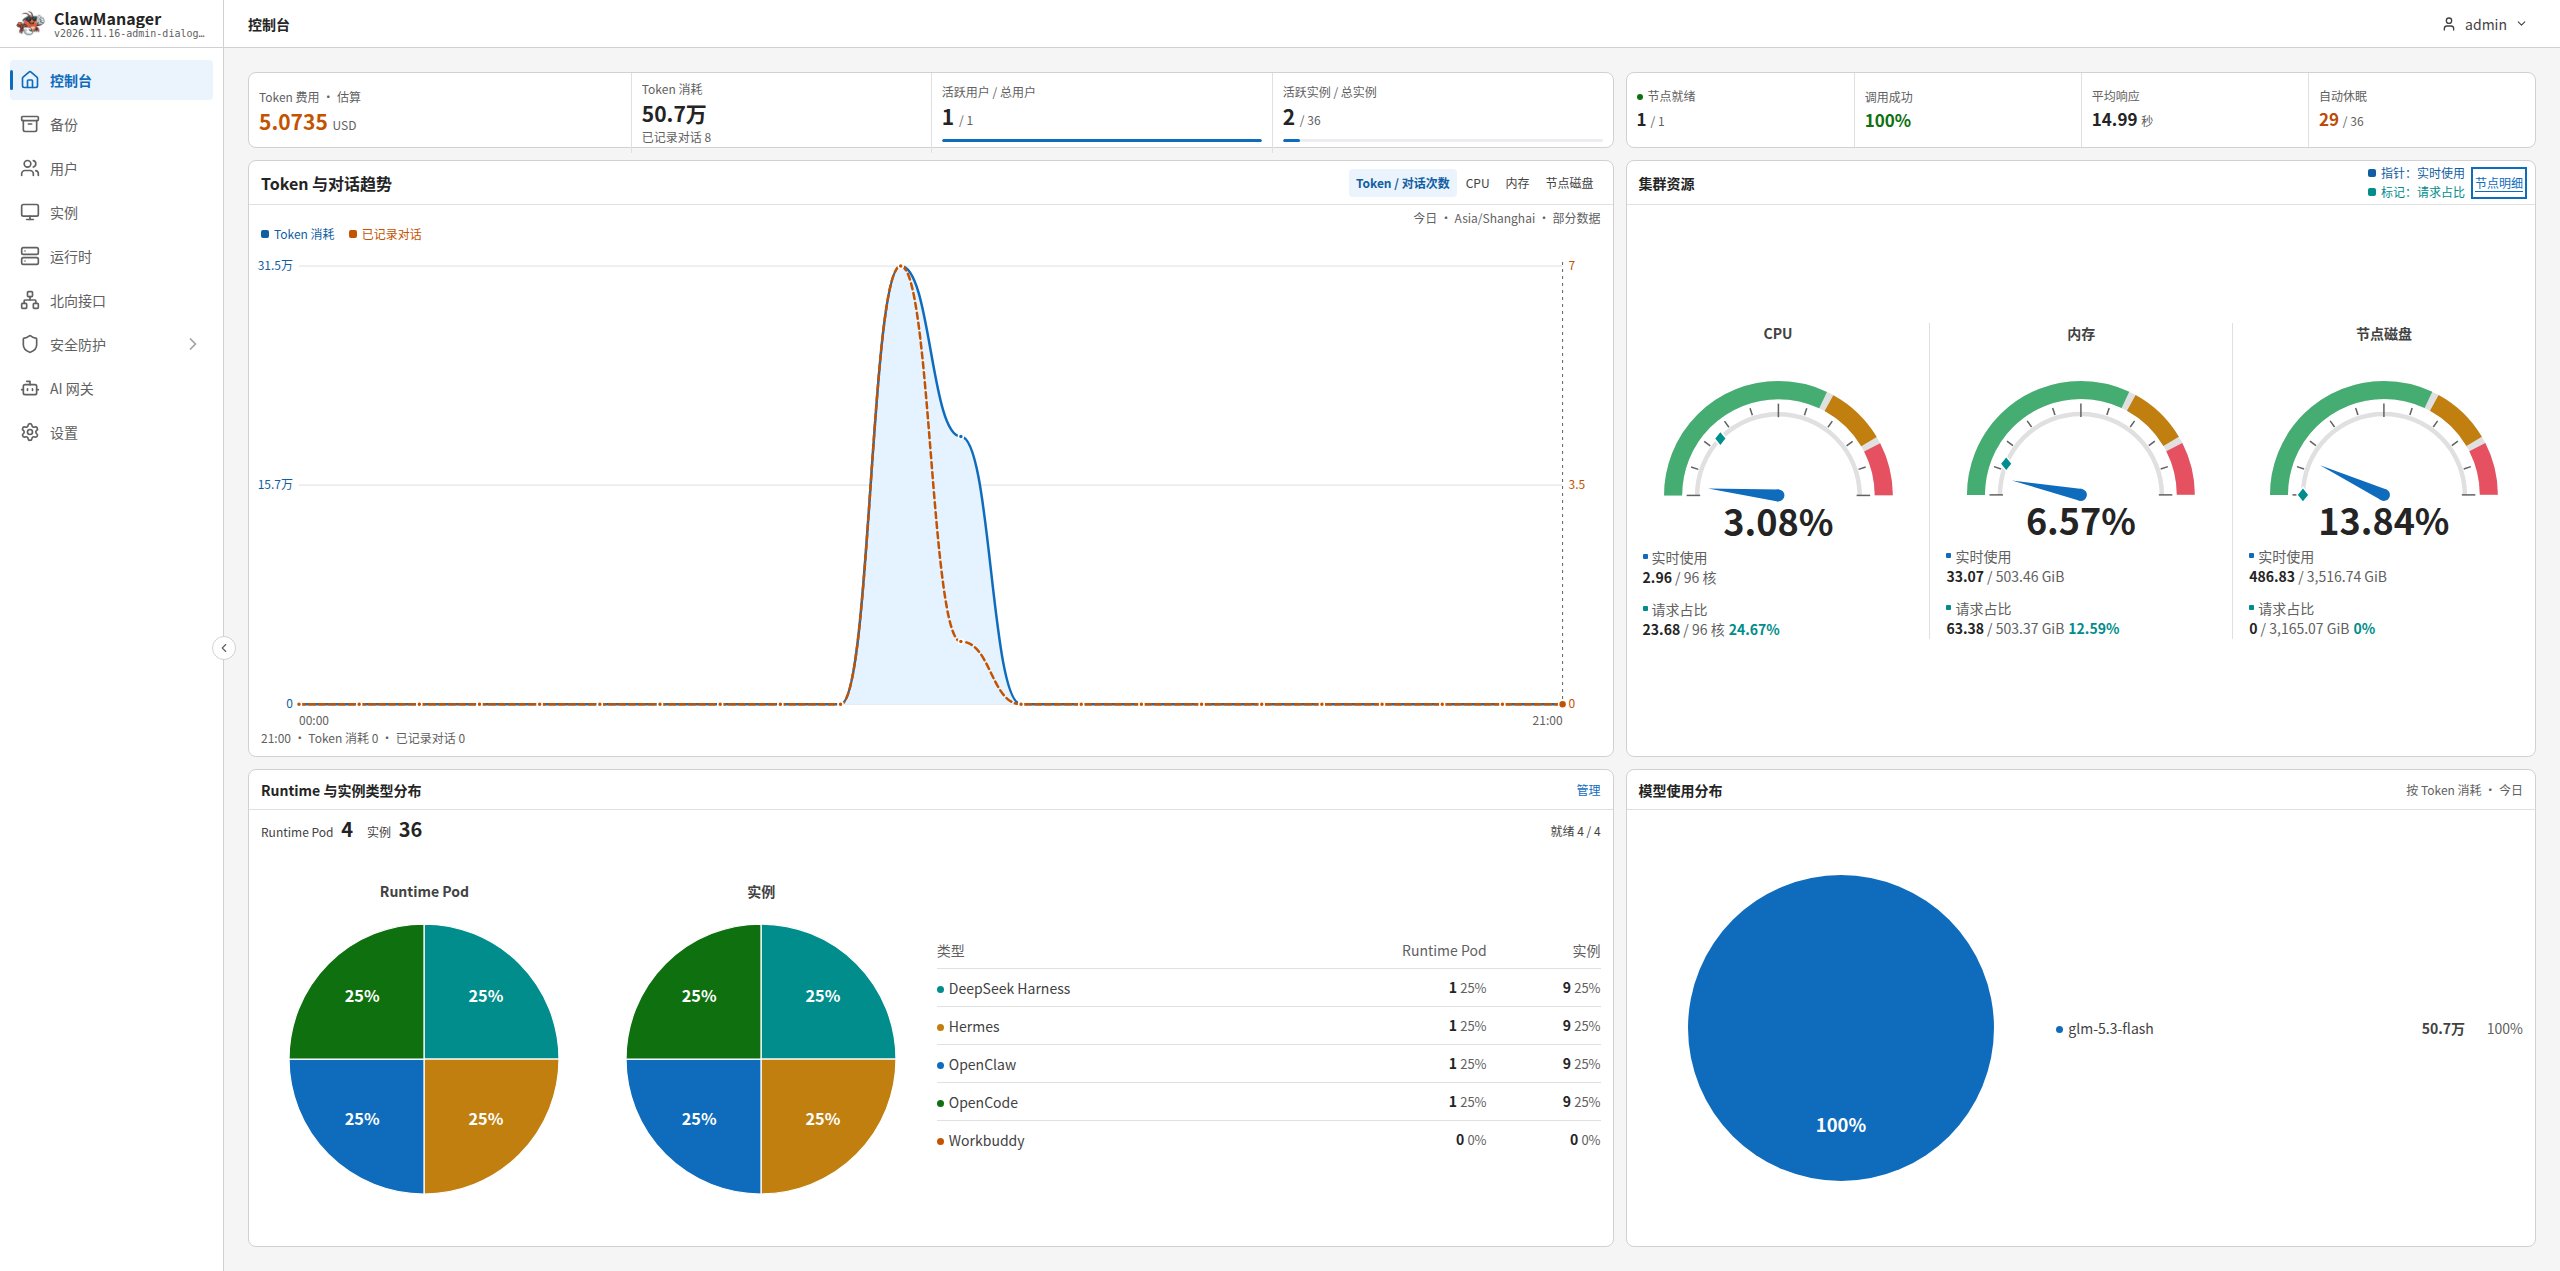 ClawManager
v2026.11.16-admin-dialog…
控制台
admin
控制台
备份
用户
实例
运行时
北向接口
安全防护
AI 网关
设置
Token 费用 · 估算
5.0735 USD
Token 消耗
50.7万
已记录对话 8
活跃用户 / 总用户
1 / 1
活跃实例 / 总实例
2 / 36
节点就绪
1 / 1
调用成功
100%
平均响应
14.99 秒
自动休眠
29 / 36
Token 与对话趋势
Token / 对话次数 CPU 内存 节点磁盘
今日 · Asia/Shanghai · 部分数据
Token 消耗 已记录对话
31.5万
7
15.7万
3.5
0
0
00:00
21:00
21:00 · Token 消耗 0 · 已记录对话 0
集群资源
指针：实时使用
标记：请求占比
节点明细
CPU
3.08%
实时使用
2.96 / 96 核
请求占比
23.68 / 96 核 24.67%
内存
6.57%
实时使用
33.07 / 503.46 GiB
请求占比
63.38 / 503.37 GiB 12.59%
节点磁盘
13.84%
实时使用
486.83 / 3,516.74 GiB
请求占比
0 / 3,165.07 GiB 0%
Runtime 与实例类型分布
管理
Runtime Pod 4 实例 36
就绪 4 / 4
Runtime Pod
25% 25%
25% 25%
实例
25% 25%
25% 25%
类型 Runtime Pod 实例
DeepSeek Harness 1 25% 9 25%
Hermes 1 25% 9 25%
OpenClaw 1 25% 9 25%
OpenCode 1 25% 9 25%
Workbuddy 0 0% 0 0%
模型使用分布
按 Token 消耗 · 今日
100%
glm-5.3-flash 50.7万 100%